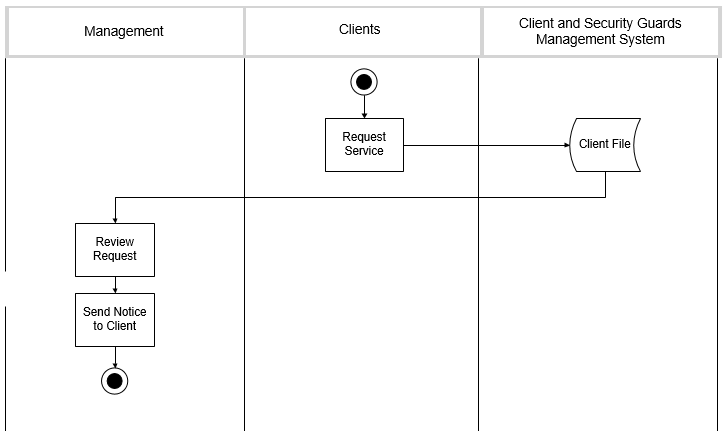 Management
Clients
Client and Security Guards
Management System
Request
Service
Client File
Review
Request
Send Notice
to Client